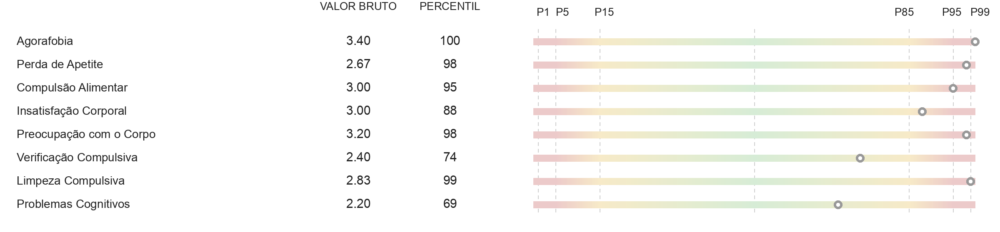 VALOR BRUTO PERCENTIL P1 P5 P15 P85 P95 P99
Agorafobia 3.40 100
Perda de Apetite 2.67 98
Compulsão Alimentar 3.00 95
Insatisfação Corporal 3.00 88
Preocupação com o Corpo 3.20 98
Verificação Compulsiva 2.40 74
Limpeza Compulsiva 2.83 99
Problemas Cognitivos 2.20 69